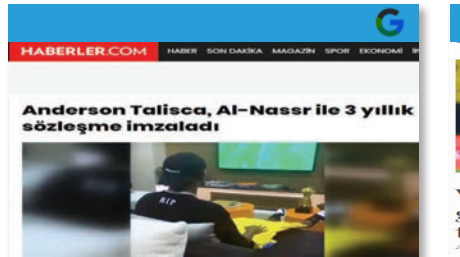 G
HABERLER.COM HABER SON DAKİKA MAGAZİN SPOR EKONOMİ
Anderson Talisca, Al-Nassr ile 3 yıllık
sözleşme imzaladı
RIP